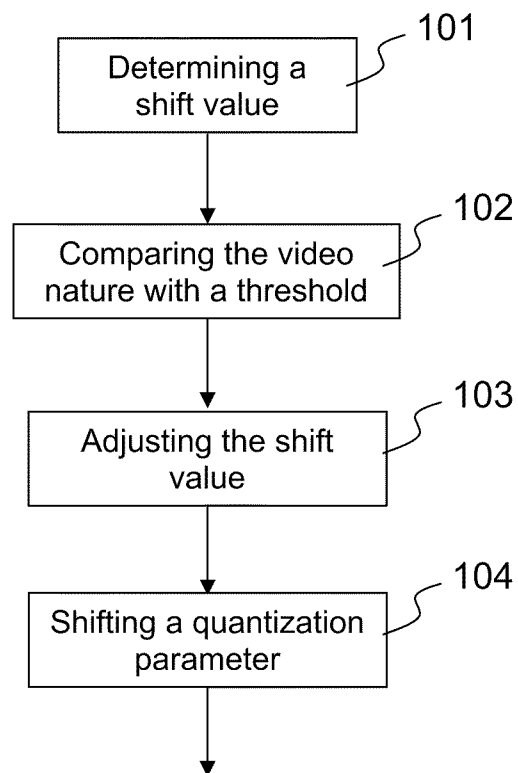 101
Determining a
shift value
102
Comparing the video
nature with a threshold
103
Adjusting the shift
value
104
Shifting a quantization
parameter